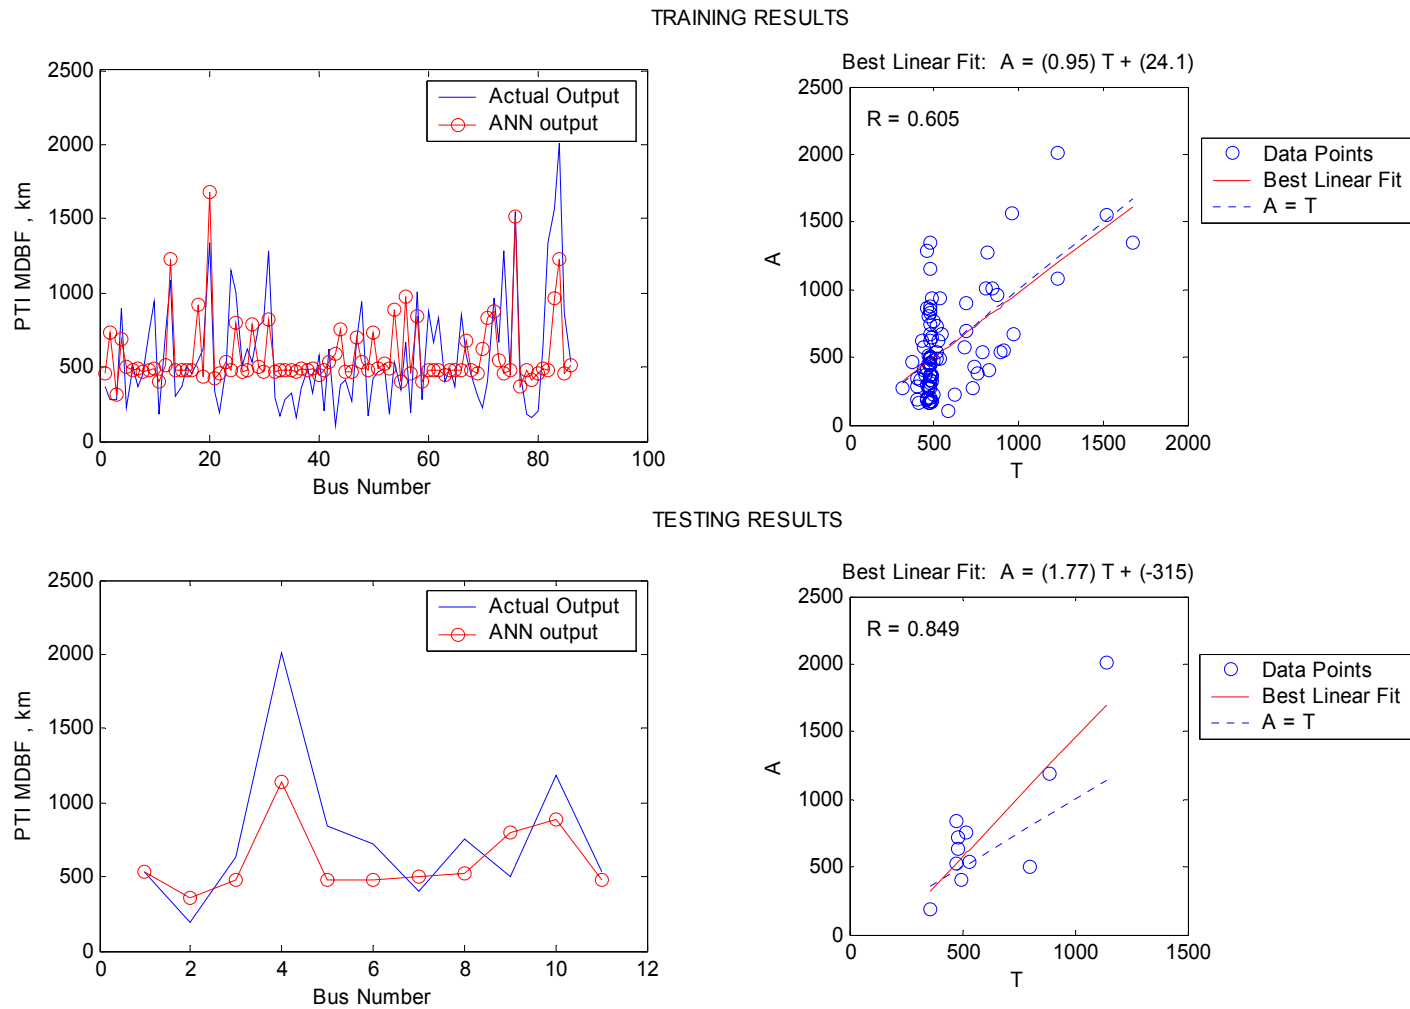 TRAINING RESULTS
2500
2000
1500
1000
500
0
PTI MDBF , km
0 20 40 60 80 100
Bus Number
Actual Output
ANN output
Best Linear Fit: A = (0.95) T + (24.1)
2500
2000
1500
1000
500
0
A
R = 0.605
0 500 1000 1500 2000
T
Data Points
Best Linear Fit
A = T
TESTING RESULTS
2500
2000
1500
1000
500
0
PTI MDBF , km
0 2 4 6 8 10 12
Bus Number
Actual Output
ANN output
Best Linear Fit: A = (1.77) T + (-315)
2500
2000
1500
1000
500
0
A
R = 0.849
0 500 1000 1500
T
Data Points
Best Linear Fit
A = T